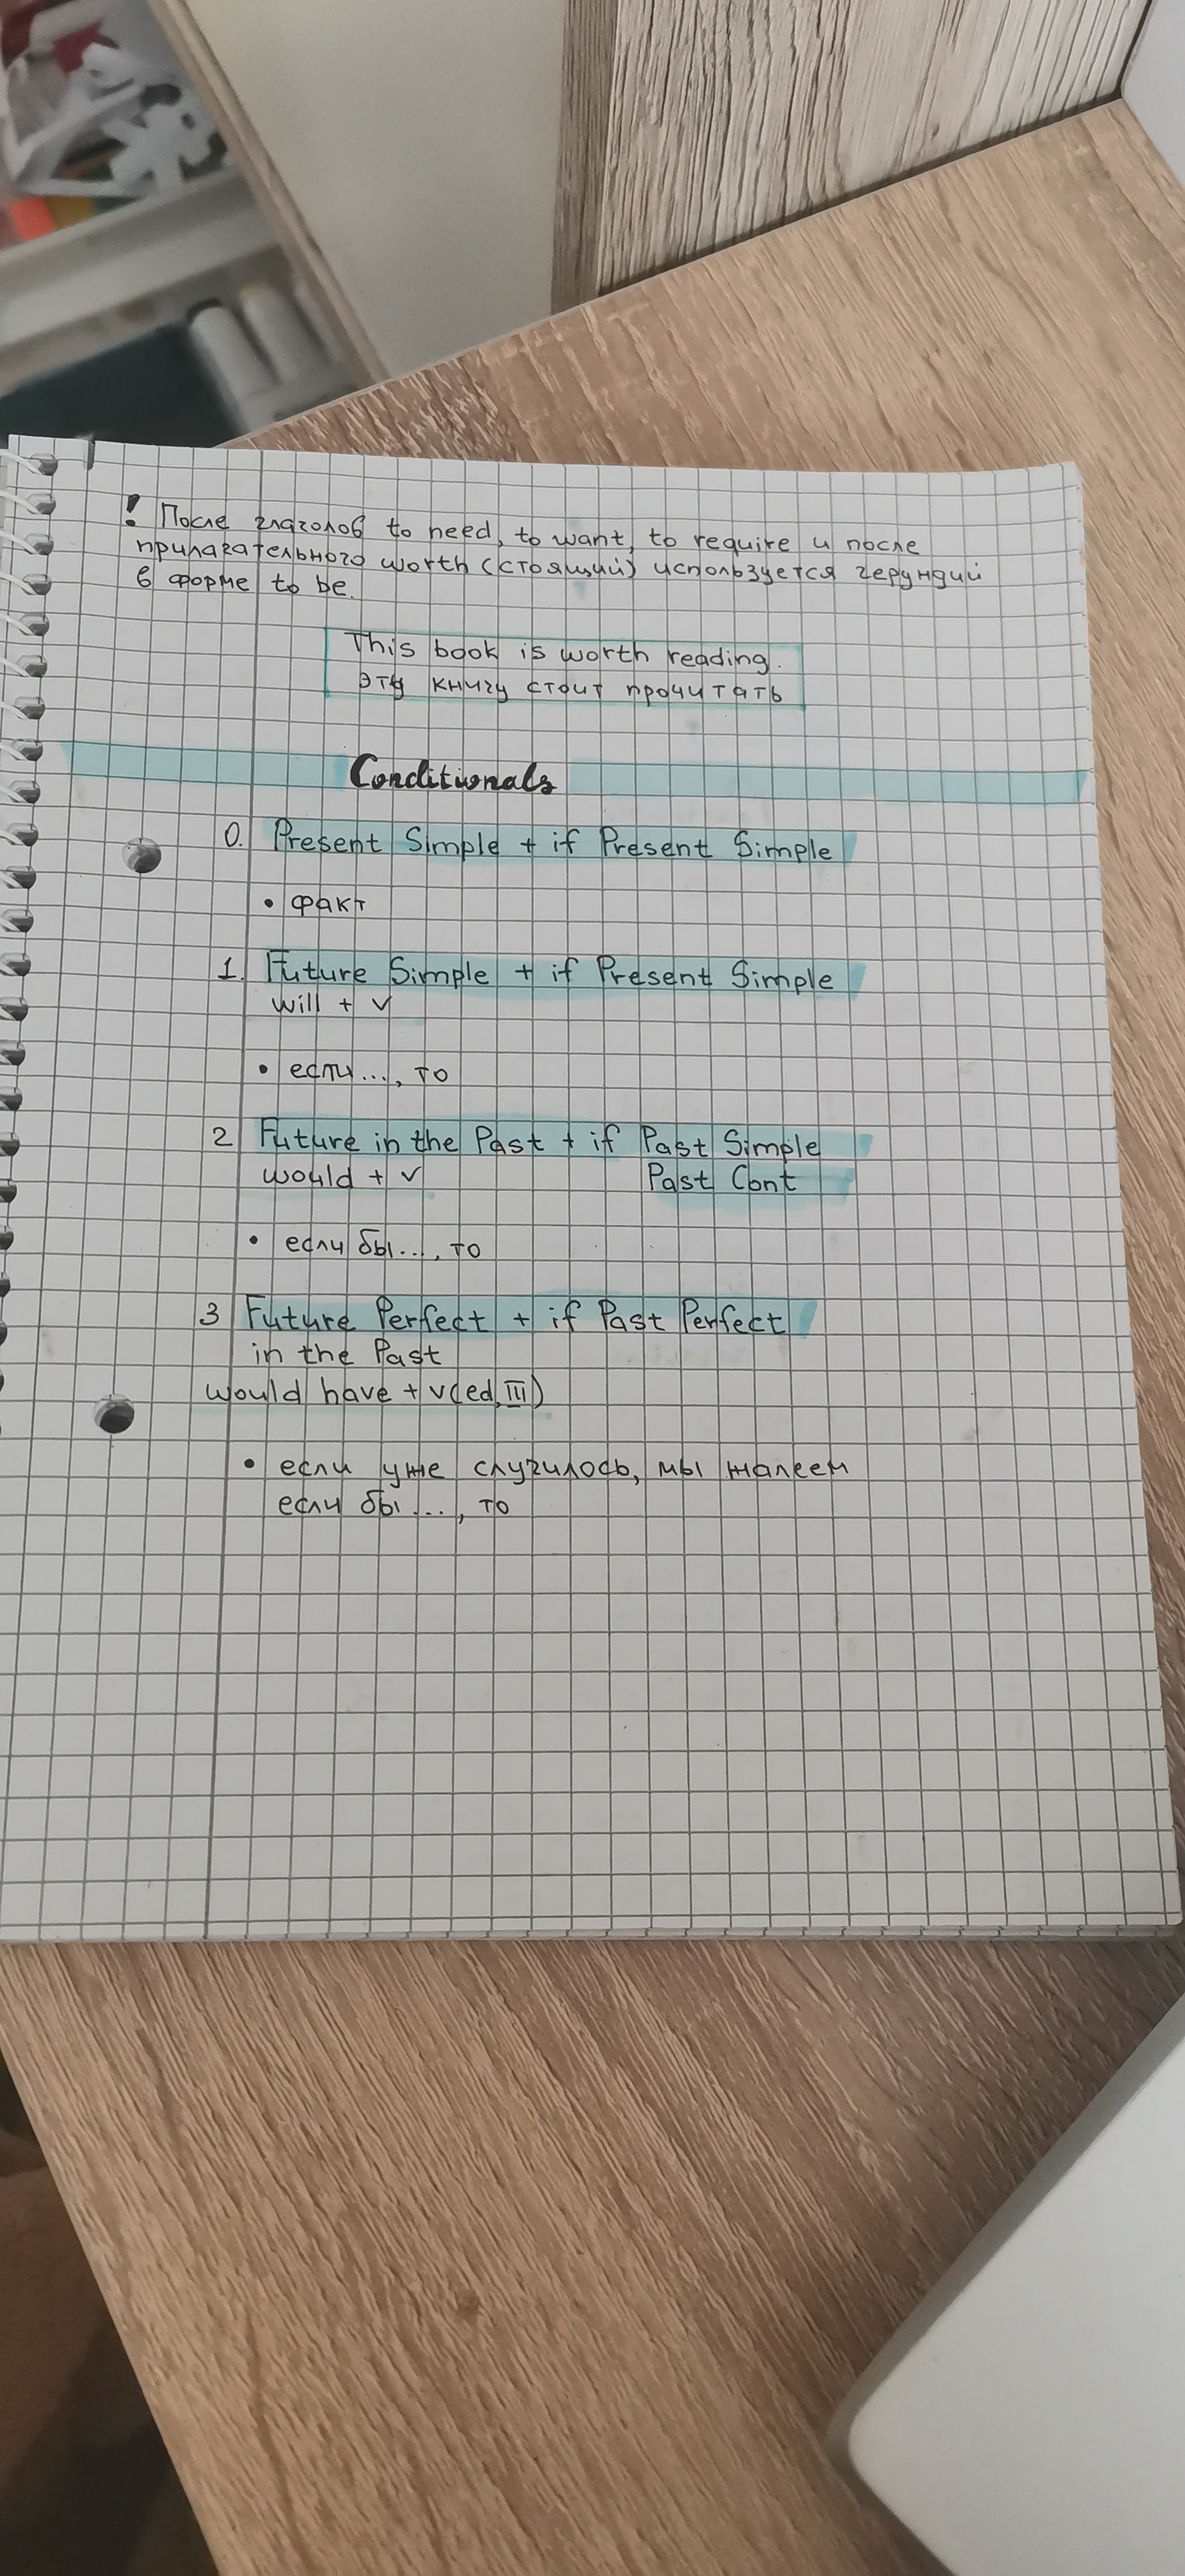 ! После глаголов to need, to want, to require и после
прилагательного worth (стоящий) используется герундий
в форме to be.
This book is worth reading.
эту книгу стоит прочитать
Conditionals
0. Present Simple + if Present Simple
• факт
1. Future Simple + if Present Simple
will + v
• если..., то
2 Future in the Past + if Past Simple
would + v Past Cont
• если бы..., то
3 Future Perfect + if Past Perfect
in the Past
would have + v(ed, III)
• если уже случилось, мы жалеем
если бы ..., то